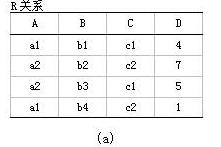 R关系
A B C D
a1 b1 c1 4
a2 b2 c2 7
a2 b3 c1 5
a1 b4 c2 1
(a)